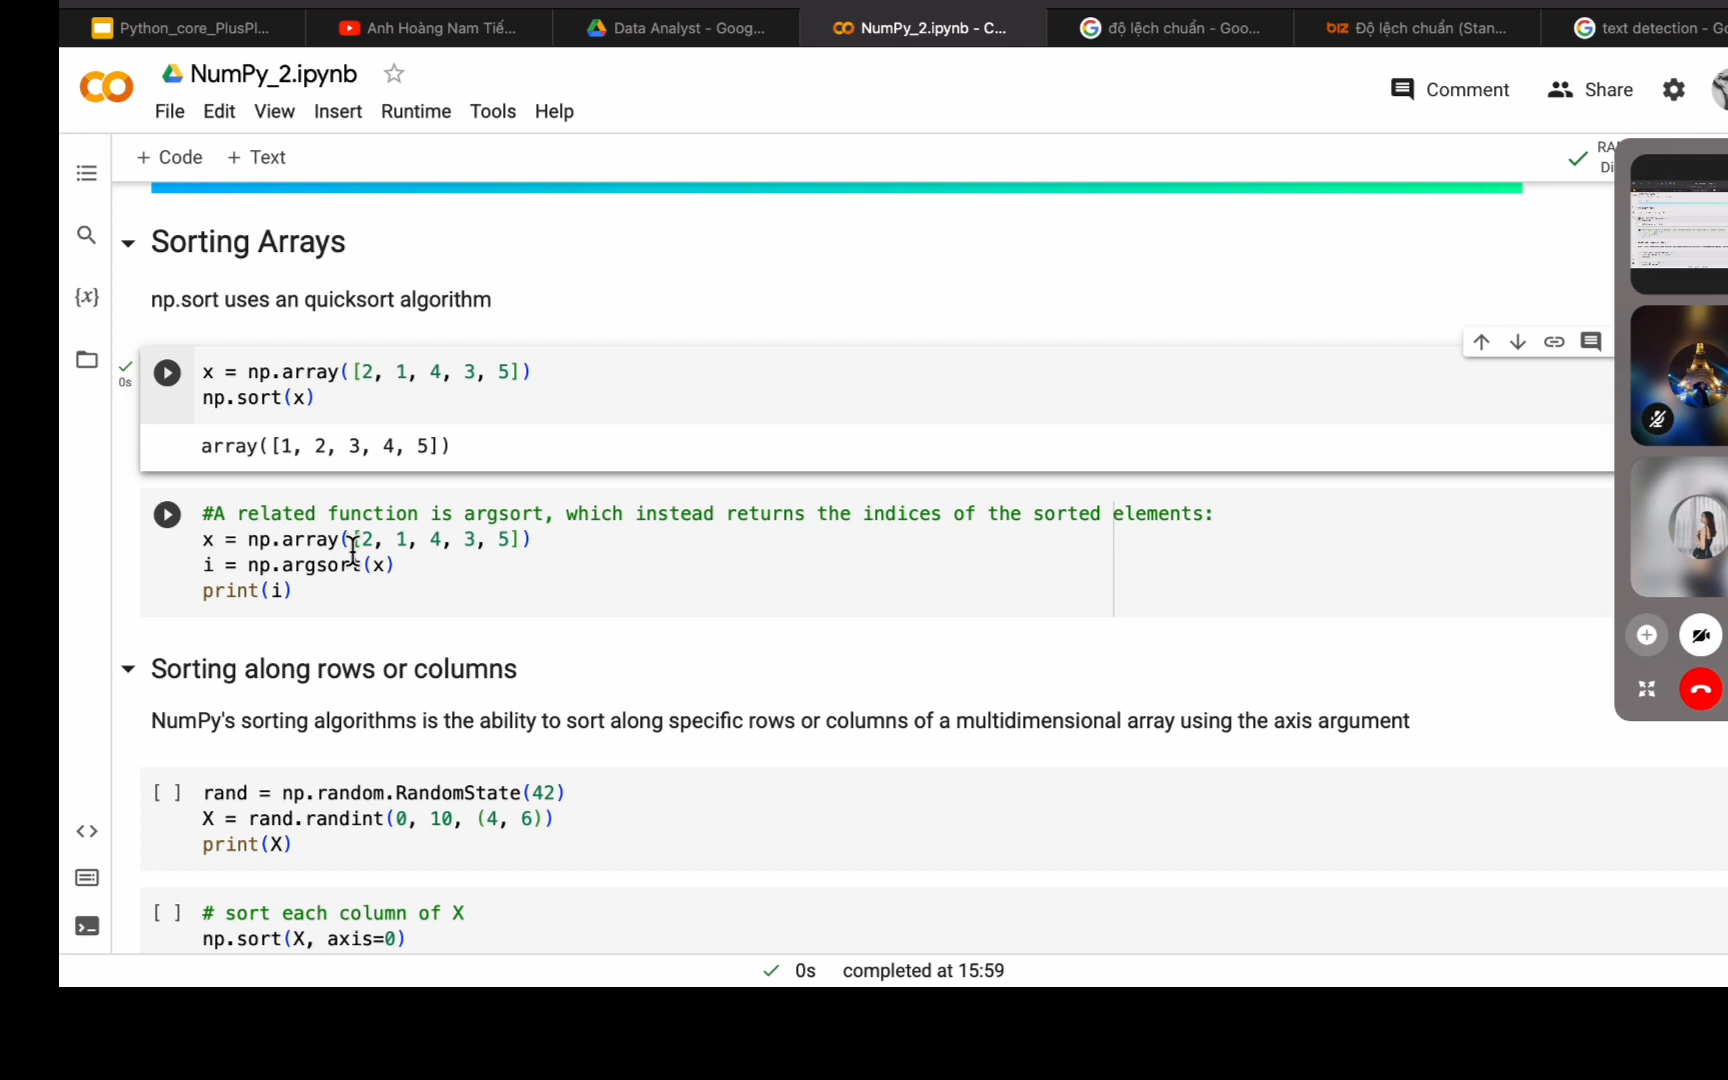 Python_core_PlusPl...
Anh Hoàng Nam Tiế...
Data Analyst - Goog...
NumPy_2.ipynb - C...
độ lệch chuẩn - Goo...
biz Độ lệch chuẩn (Stan...
text detection - Go
NumPy_2.ipynb
File Edit View Insert Runtime Tools Help
Comment
Share
+ Code + Text
RA
Di
Sorting Arrays
{x}
np.sort uses an quicksort algorithm
0s
x = np.array([2, 1, 4, 3, 5])
np.sort(x)
array([1, 2, 3, 4, 5])
#A related function is argsort, which instead returns the indices of the sorted elements:
x = np.array([2, 1, 4, 3, 5])
i = np.argsort(x)
print(i)
Sorting along rows or columns
NumPy's sorting algorithms is the ability to sort along specific rows or columns of a multidimensional array using the axis argument
[ ] rand = np.random.RandomState(42)
X = rand.randint(0, 10, (4, 6))
print(X)
[ ] # sort each column of X
np.sort(X, axis=0)
0s completed at 15:59